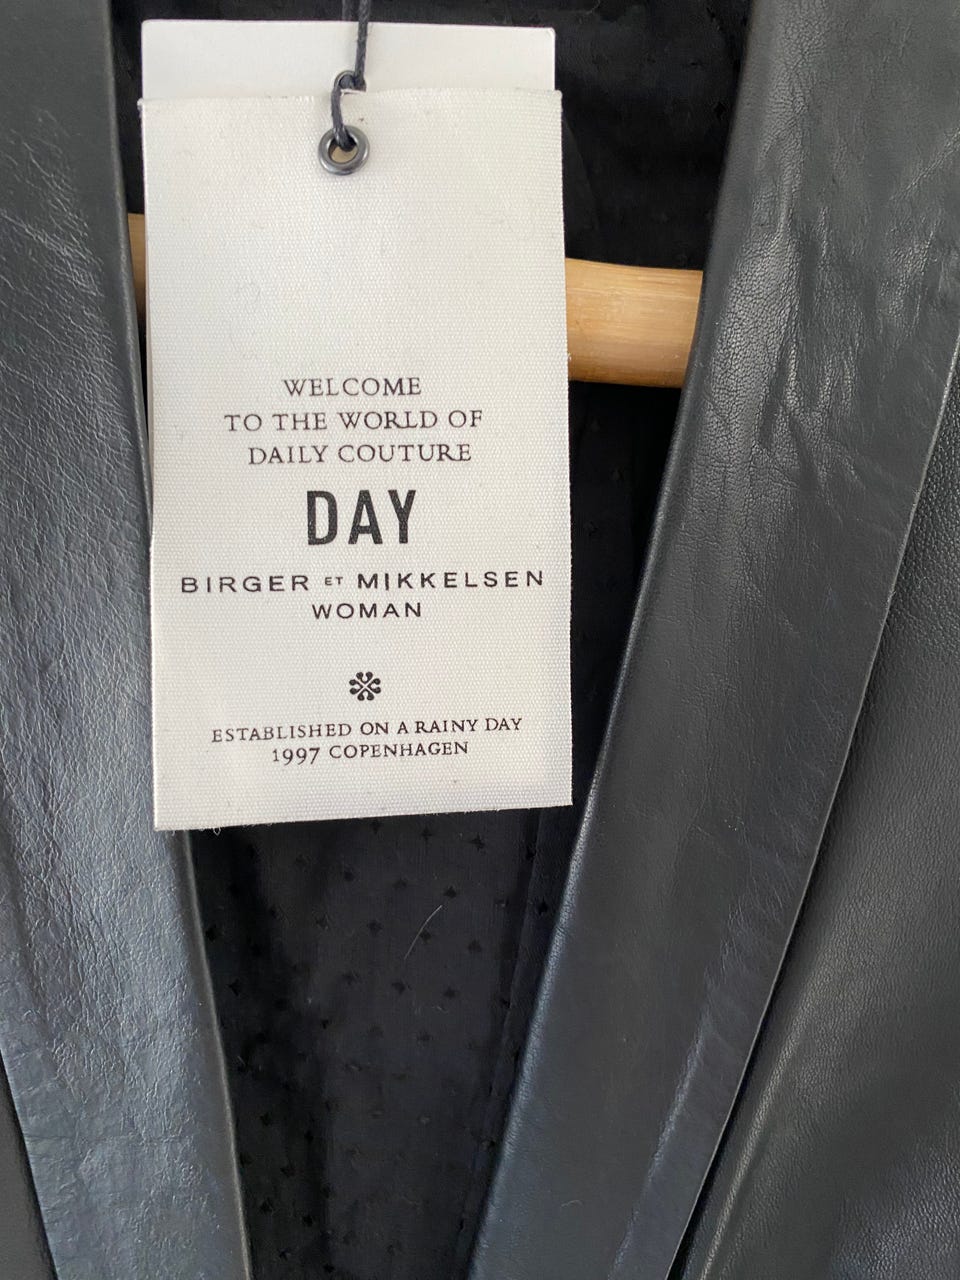 WELCOME
TO THE WORLD OF
DAILY COUTURE
DAY
BIRGER ET MIKKELSEN
WOMAN
ESTABLISHED ON A RAINY DAY
1997 COPENHAGEN